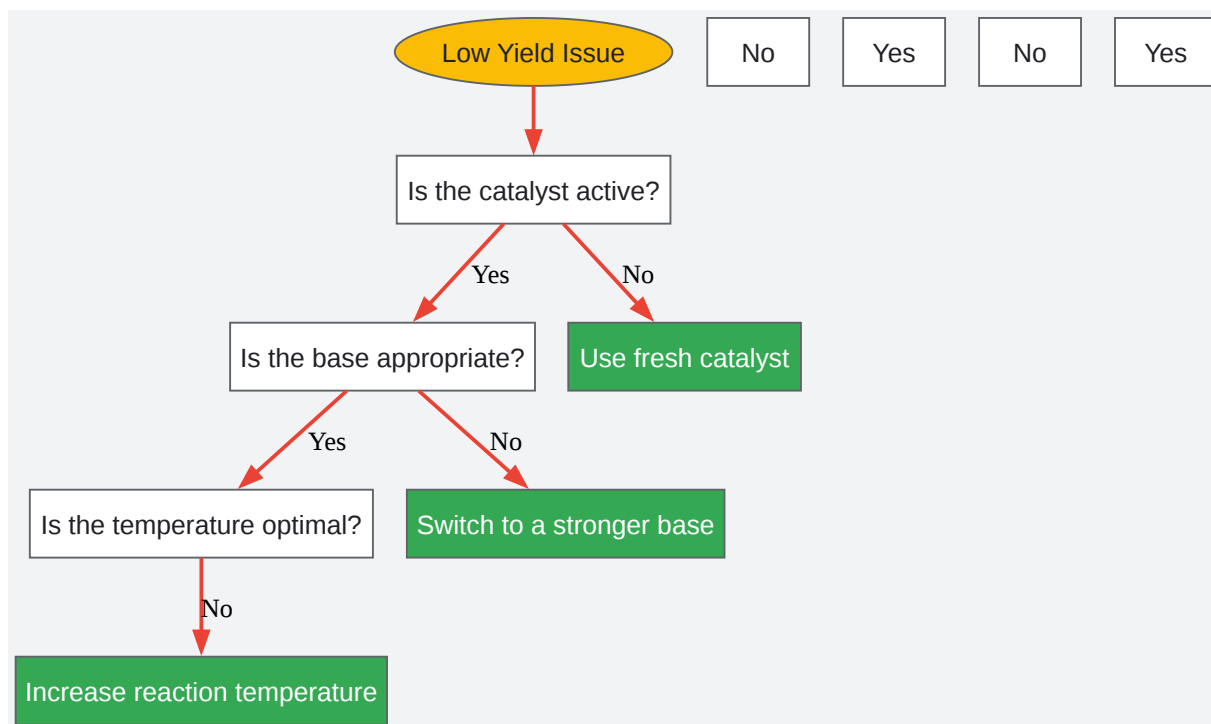 Low Yield Issue
No
Yes
No
Yes
Is the catalyst active?
Yes
No
Is the base appropriate?
Use fresh catalyst
Yes
No
Is the temperature optimal?
Switch to a stronger base
No
Increase reaction temperature